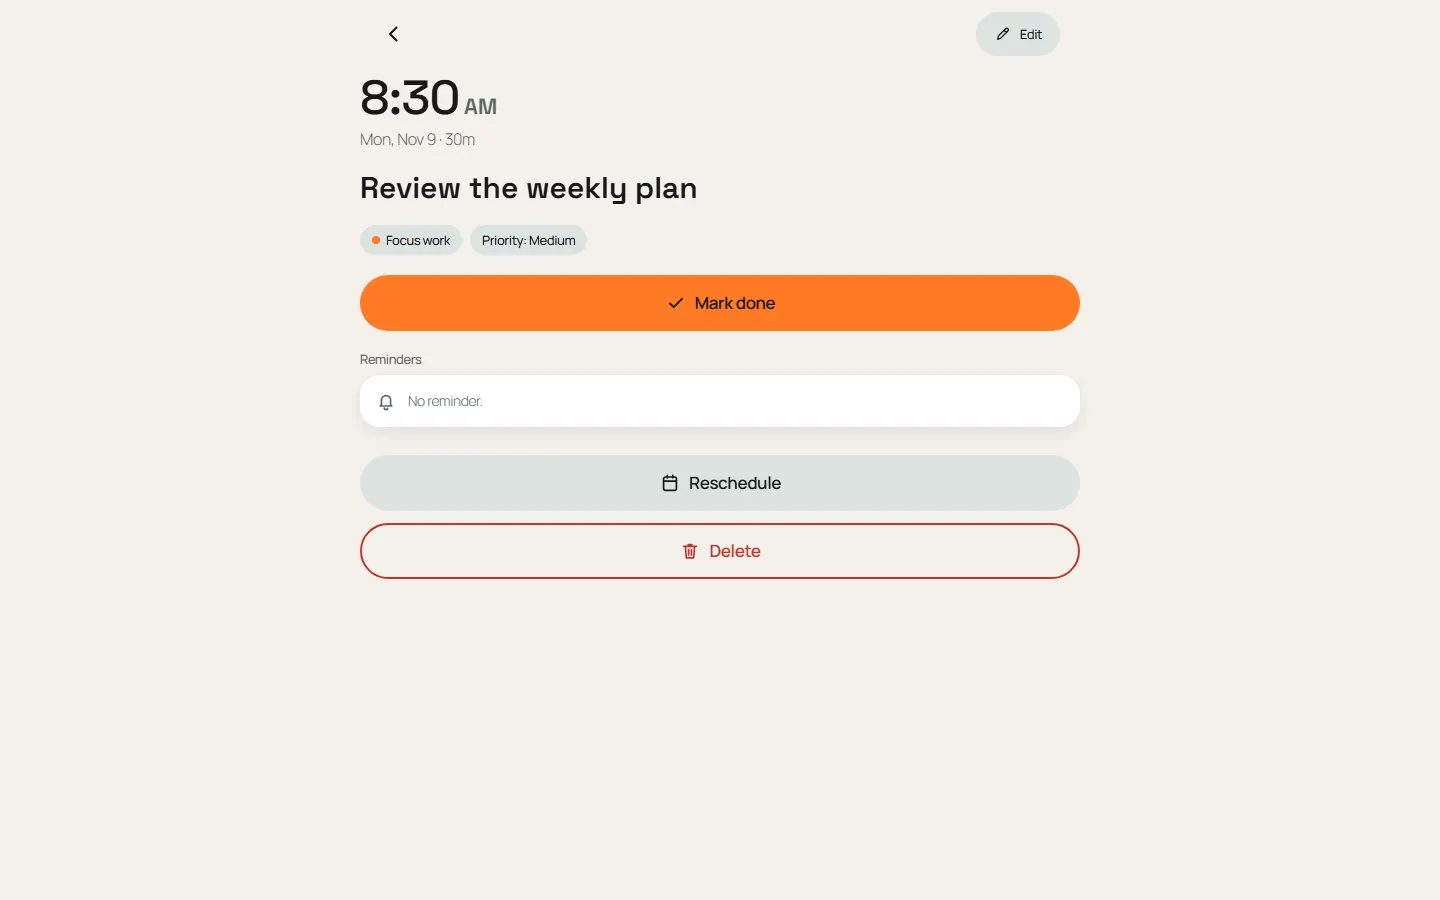 Edit
8:30 AM
Mon, Nov 9 · 30m
Review the weekly plan
Focus work
Priority: Medium
Mark done
Reminders
No reminder.
Reschedule
Delete